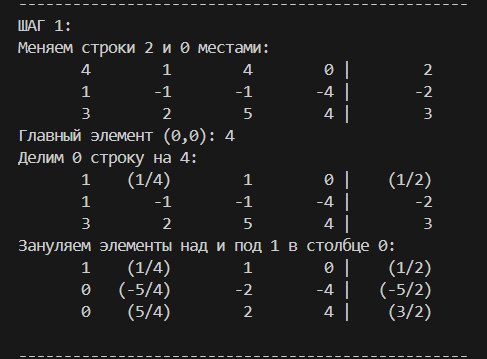 --------------------------------------------------
ШАГ 1:
Меняем строки 2 и 0 местами:
4 1 4 0 | 2
1 -1 -1 -4 | -2
3 2 5 4 | 3
Главный элемент (0,0): 4
Делим 0 строку на 4:
1 (1/4) 1 0 | (1/2)
1 -1 -1 -4 | -2
3 2 5 4 | 3
Зануляем элементы над и под 1 в столбце 0:
1 (1/4) 1 0 | (1/2)
0 (-5/4) -2 -4 | (-5/2)
0 (5/4) 2 4 | (3/2)
--------------------------------------------------